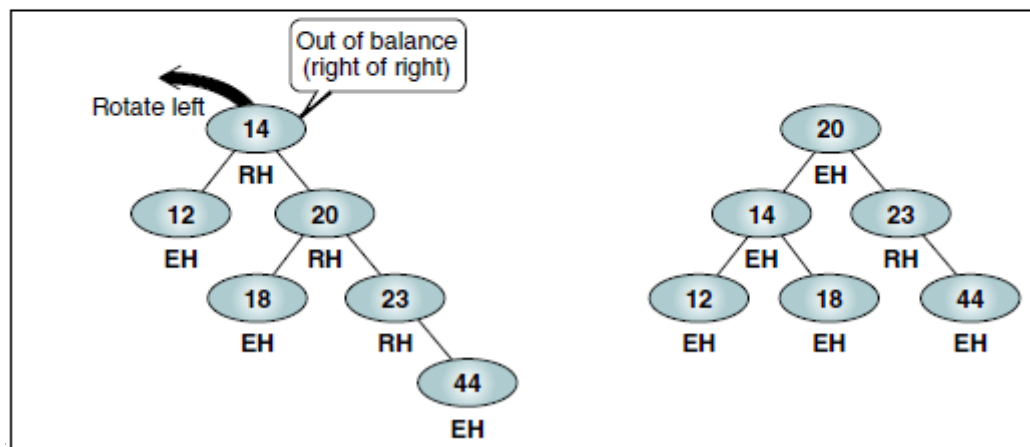 Out of balance
(right of right)
Rotate left
14
RH
12
EH
20
RH
18
EH
23
RH
44
EH
20
EH
14
EH
23
RH
12
EH
18
EH
44
EH